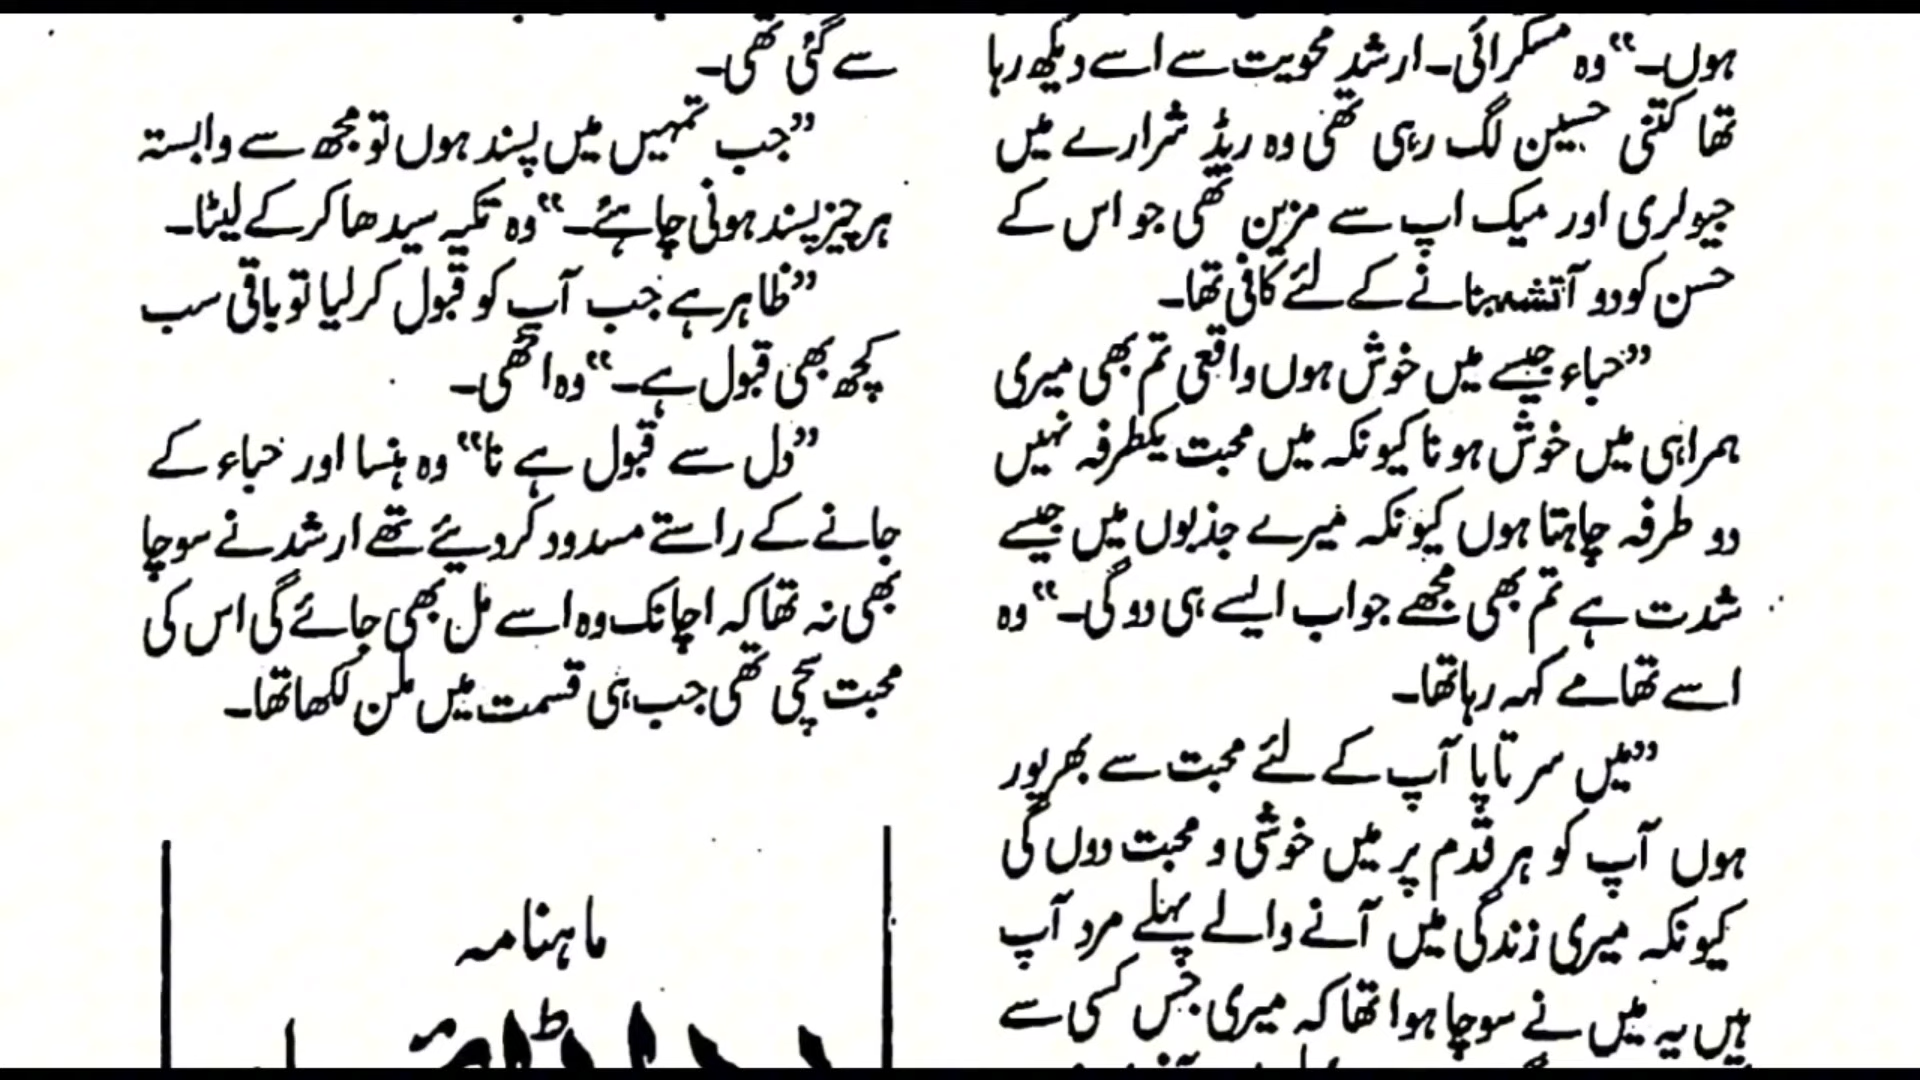 ہوں۔“ وہ مسکرائی۔ ارشد محویت سے اسے دیکھ رہا
تھا کتنی حسین لگ رہی تھی وہ ریڈ شرارے میں
جیولری اور میک اپ سے مزین تھی جو اس کے
حسن کو دو آتشہ بنانے کے لئے کافی تھا۔
”حباء جیسے میں خوش ہوں واقعی تم بھی میری
ہمراہی میں خوش ہو نا کیونکہ میں محبت یکطرفہ نہیں
دو طرفہ چاہتا ہوں کیونکہ میرے جذبوں میں جیسے
شدت ہے تم بھی مجھے جواب ایسے ہی دو گی۔“ وہ
اسے تھامے کہہ رہا تھا۔
”میں سر تا پا آپ کے لئے محبت سے بھرپور
ہوں آپ کو ہر قدم پر میں خوشی و محبت دوں گی
کیونکہ میری زندگی میں آنے والے پہلے مرد آپ
ہیں یہ میں نے سوچا ہوا تھا کہ میری جس کسی سے
سے گئی تھی۔
”جب تمہیں میں پسند ہوں تو مجھ سے وابستہ
ہر چیز پسند ہونی چاہئے۔“ وہ تکیہ سیدھا کر کے لیٹا۔
”ظاہر ہے جب آپ کو قبول کر لیا تو باقی سب
کچھ بھی قبول ہے۔“ وہ اٹھی۔
”دل سے قبول ہے نا“ وہ ہنسا اور حباء کے
جانے کے راستے مسدود کر دیئے تھے ارشد نے سوچا
بھی نہ تھا کہ اچانک وہ اسے مل بھی جائے گی اس کی
محبت سچی تھی جب ہی قسمت میں ملن لکھا تھا۔
ماہنامہ